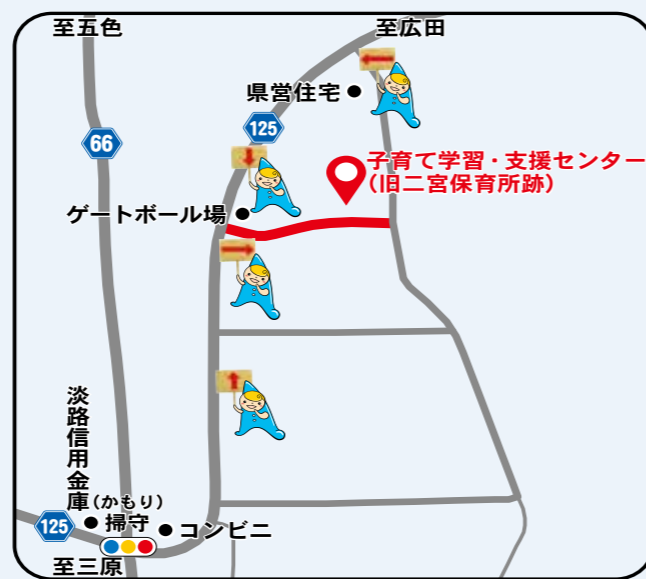 至五色
至広田
県営住宅
125
66
子育て学習・支援センター
(旧二宮保育所跡)
ゲートボール場
淡路信用金庫
(かもり)
125
掃守
コンビニ
至三原